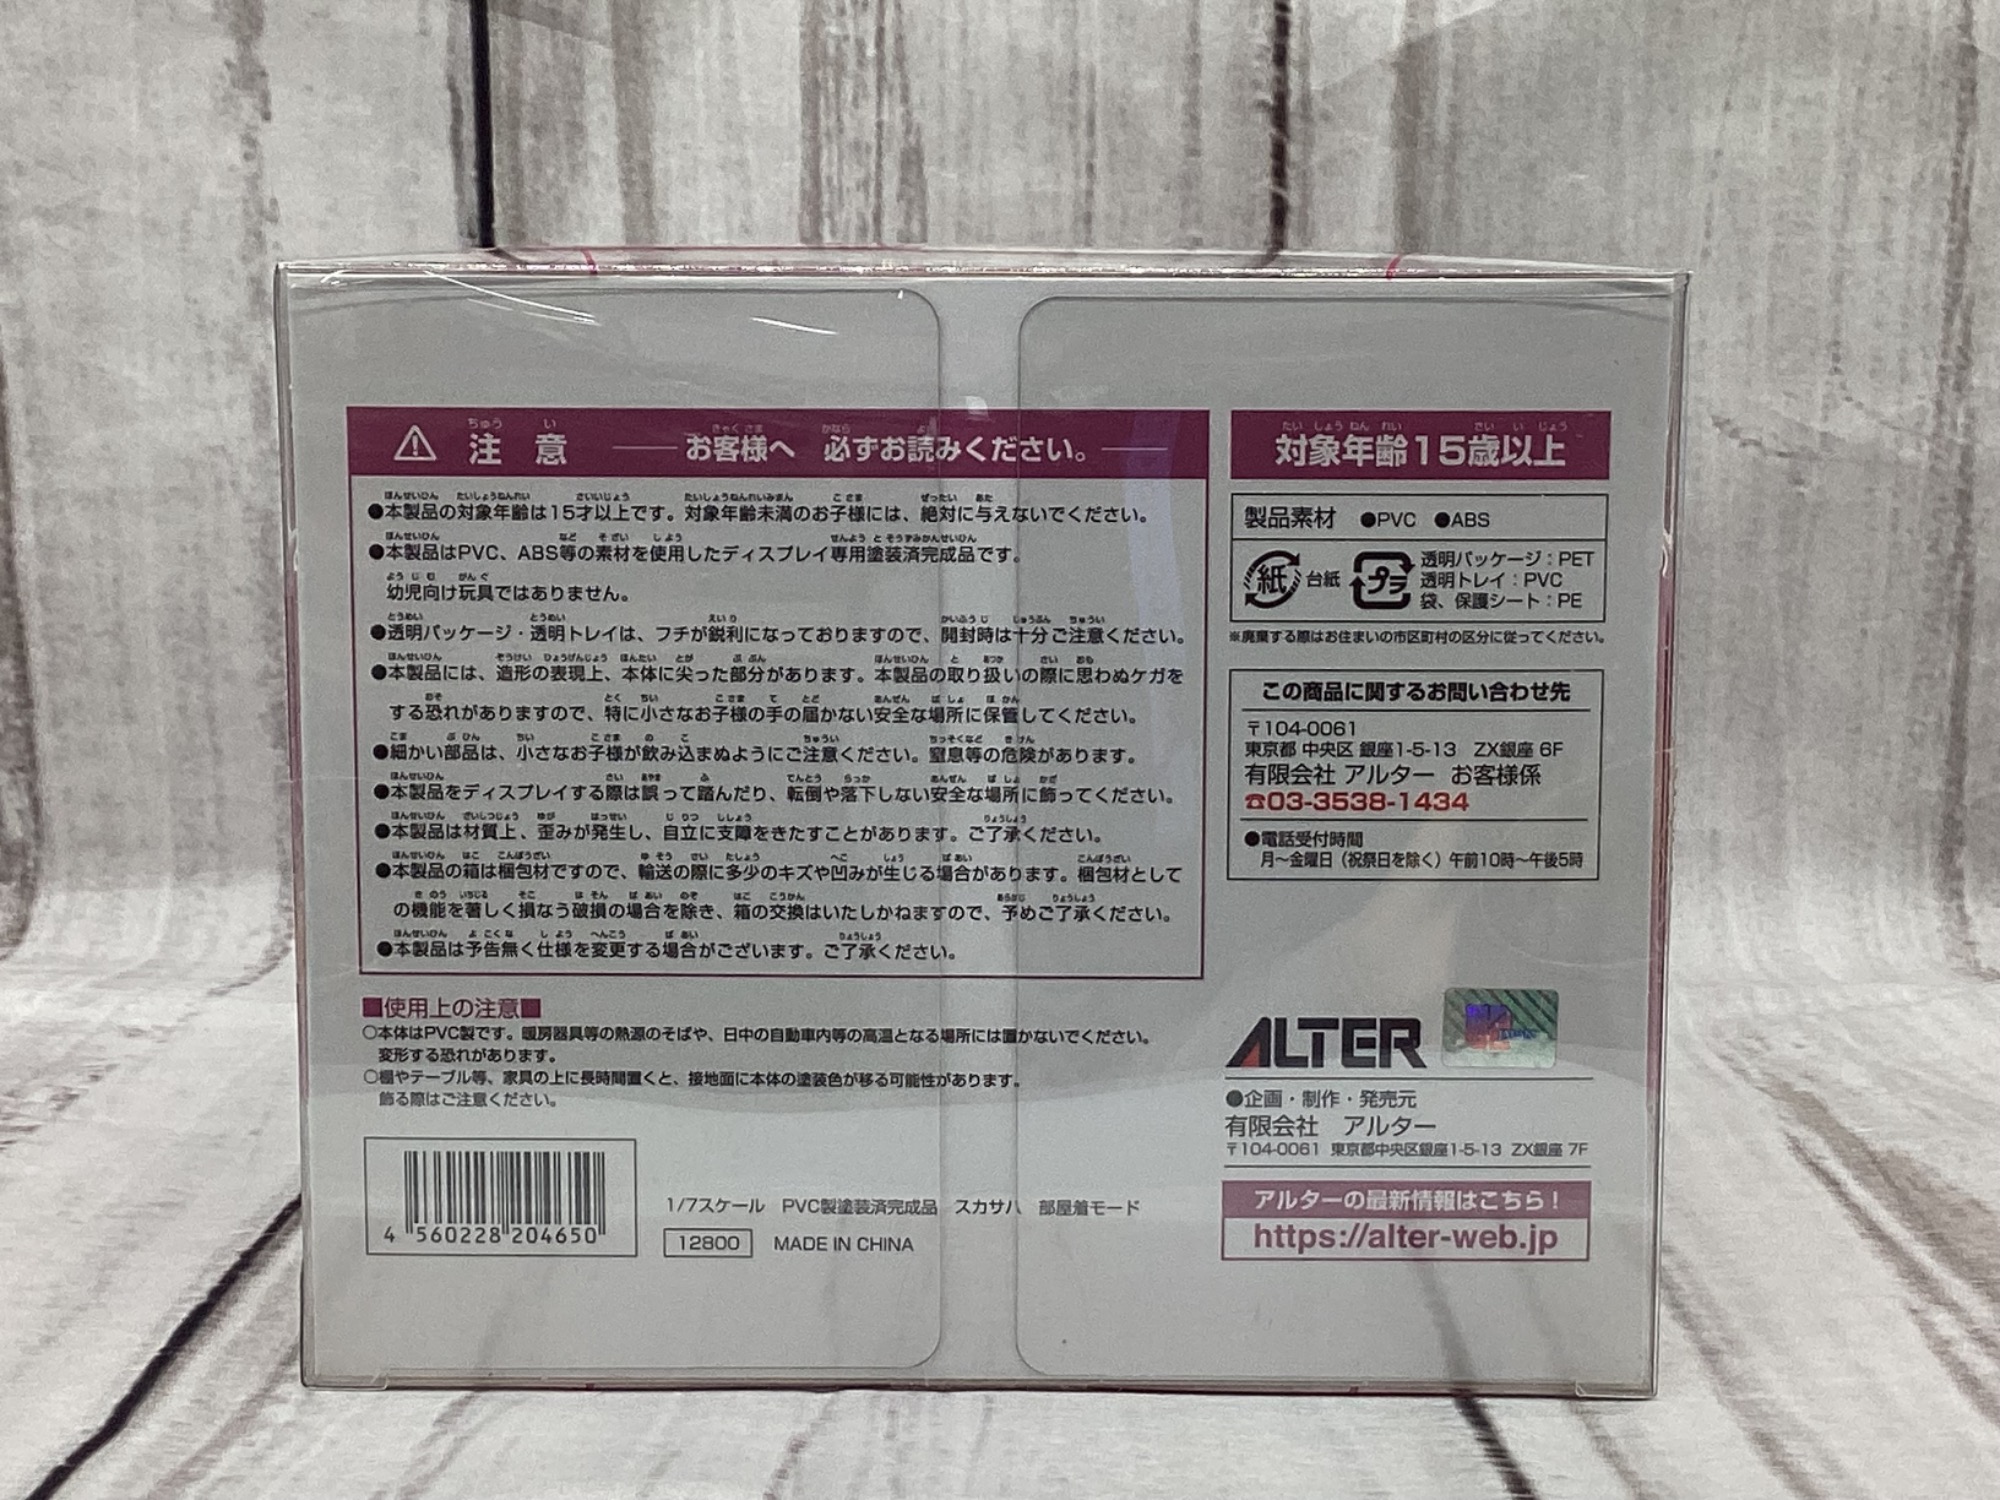 注意 お客様へ 必ずお読みください。
●本製品の対象年齢は15才以上です。対象年齢未満のお子様には、絶対に与えないでください。
●本製品はPVC、ABS等の素材を使用したディスプレイ専用塗装済完成品です。
幼児向け玩具ではありません。
●透明パッケージ・透明トレイは、フチが鋭利になっておりますので、開封時は十分ご注意ください。
●本製品には、造形の表現上、本体に尖った部分があります。本製品の取り扱いの際に思わぬケガを
する恐れがありますので、特に小さなお子様の手の届かない安全な場所に保管してください。
●細かい部品は、小さなお子様が飲み込まぬようにご注意ください。窒息等の危険があります。
●本製品をディスプレイする際は誤って踏んだり、転倒や落下しない安全な場所に飾ってください。
●本製品は材質上、歪みが発生し、自立に支障をきたすことがあります。ご了承ください。
●本製品の箱は梱包材ですので、輸送の際に多少のキズや凹みが生じる場合があります。梱包材として
の機能を著しく損なう破損の場合を除き、箱の交換はいたしかねますので、予めご了承ください。
●本製品は予告無く仕様を変更する場合がございます。ご了承ください。
■使用上の注意■
○本体はPVC製です。暖房器具等の熱源のそばや、日中の自動車内等の高温となる場所には置かないでください。
変形する恐れがあります。
○棚やテーブル等、家具の上に長時間置くと、接地面に本体の塗装色が移る可能性があります。
飾る際はご注意ください。
4 560228 204650
1/7スケール PVC製塗装済完成品 スカサハ 部屋着モード
12800 MADE IN CHINA
対象年齢15歳以上
製品素材 ●PVC ●ABS
紙 台紙 プラ 透明パッケージ：PET
透明トレイ：PVC
袋、保護シート：PE
※廃棄する際はお住まいの市区町村の区分に従ってください。
この商品に関するお問い合わせ先
〒104-0061
東京都 中央区 銀座1-5-13 ZX銀座 6F
有限会社 アルター お客様係
☎03-3538-1434
●電話受付時間
月～金曜日（祝祭日を除く）午前10時～午後5時
ALTER
●企画・制作・発売元
有限会社 アルター
〒104-0061 東京都中央区銀座1-5-13 ZX銀座 7F
アルターの最新情報はこちら！
https://alter-web.jp